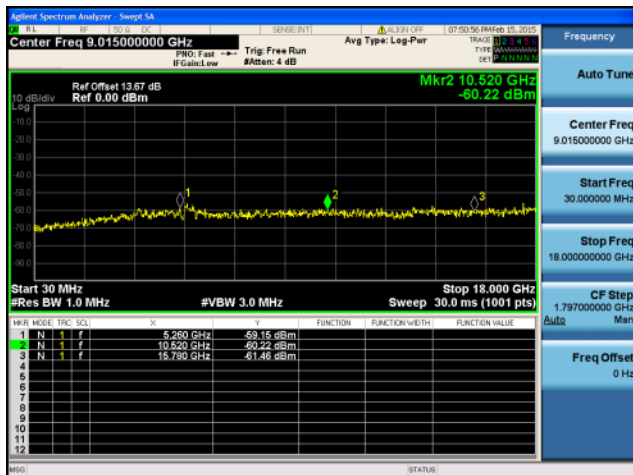 Agilent Spectrum Analyzer - Swept SA
RL RF 50 Ω DC SENSE:INT ALIGN OFF 07:50:56 PM Feb 15, 2015
Center Freq 9.015000000 GHz
PNO: Fast
IFGain:Low
Trig: Free Run
#Atten: 4 dB
Avg Type: Log-Pwr
TRACE 1 2 3 4 5 6
TYPE
DET P N N N N N
Ref Offset 13.67 dB
Ref 0.00 dBm
10 dB/div
Log
Mkr2 10.520 GHz
-60.22 dBm
-10.0
-20.0
-30.0
-40.0
-50.0
-60.0
-70.0
-80.0
-90.0
1
2
3
Start 30 MHz
#Res BW 1.0 MHz
#VBW 3.0 MHz
Stop 18.000 GHz
Sweep 30.0 ms (1001 pts)
MKR MODE TRC SCL X Y FUNCTION FUNCTION WIDTH FUNCTION VALUE
1 N 1 f 5.260 GHz -59.15 dBm
2 N 1 f 10.520 GHz -60.22 dBm
3 N 1 f 15.780 GHz -61.46 dBm
4
5
6
7
8
9
10
11
12
MSG STATUS
Frequency
Auto Tune
Center Freq
9.015000000 GHz
Start Freq
30.000000 MHz
Stop Freq
18.000000000 GHz
CF Step
1.797000000 GHz
Auto Man
Freq Offset
0 Hz